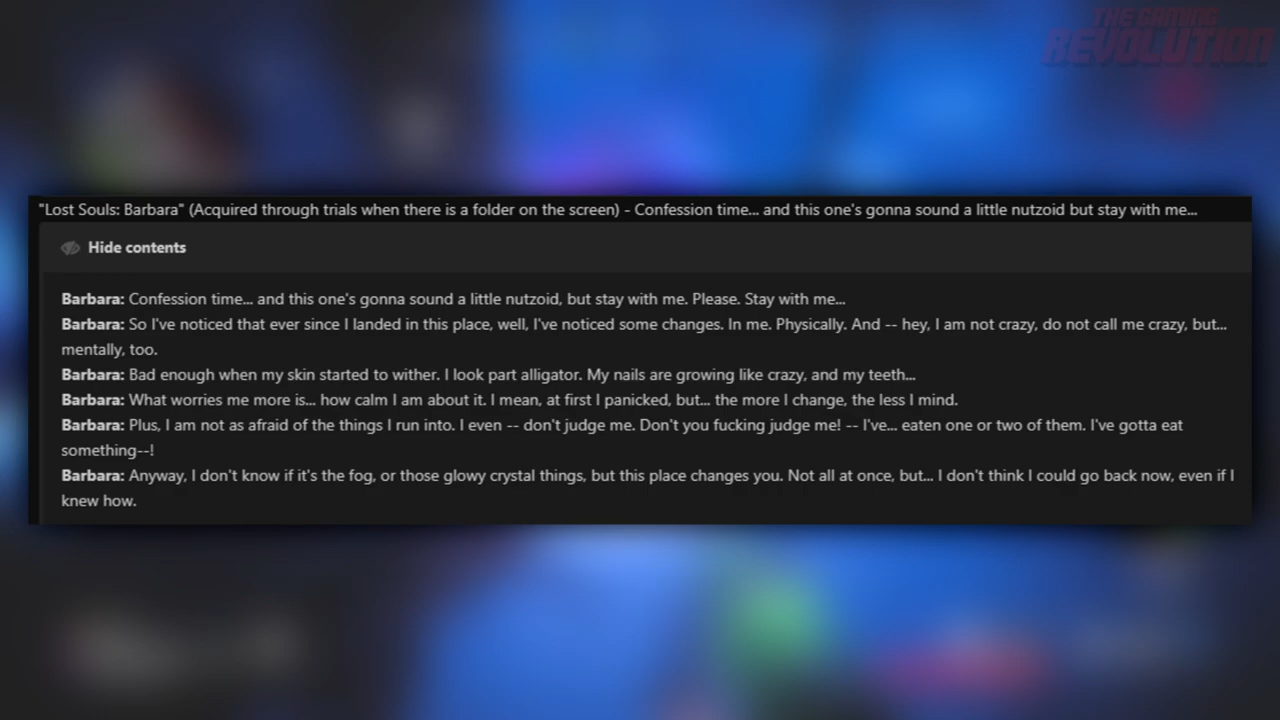 THE GAMING
REVOLUTION
"Lost Souls: Barbara" (Acquired through trials when there is a folder on the screen) - Confession time... and this one's gonna sound a little nutzoid but stay with me...
Hide contents
Barbara: Confession time... and this one's gonna sound a little nutzoid, but stay with me. Please. Stay with me...
Barbara: So I've noticed that ever since I landed in this place, well, I've noticed some changes. In me. Physically. And -- hey, I am not crazy, do not call me crazy, but...
mentally, too.
Barbara: Bad enough when my skin started to wither. I look part alligator. My nails are growing like crazy, and my teeth...
Barbara: What worries me more is... how calm I am about it. I mean, at first I panicked, but... the more I change, the less I mind.
Barbara: Plus, I am not as afraid of the things I run into. I even -- don't judge me. Don't you fucking judge me! -- I've... eaten one or two of them. I've gotta eat
something--!
Barbara: Anyway, I don't know if it's the fog, or those glowy crystal things, but this place changes you. Not all at once, but... I don't think I could go back now, even if I
knew how.